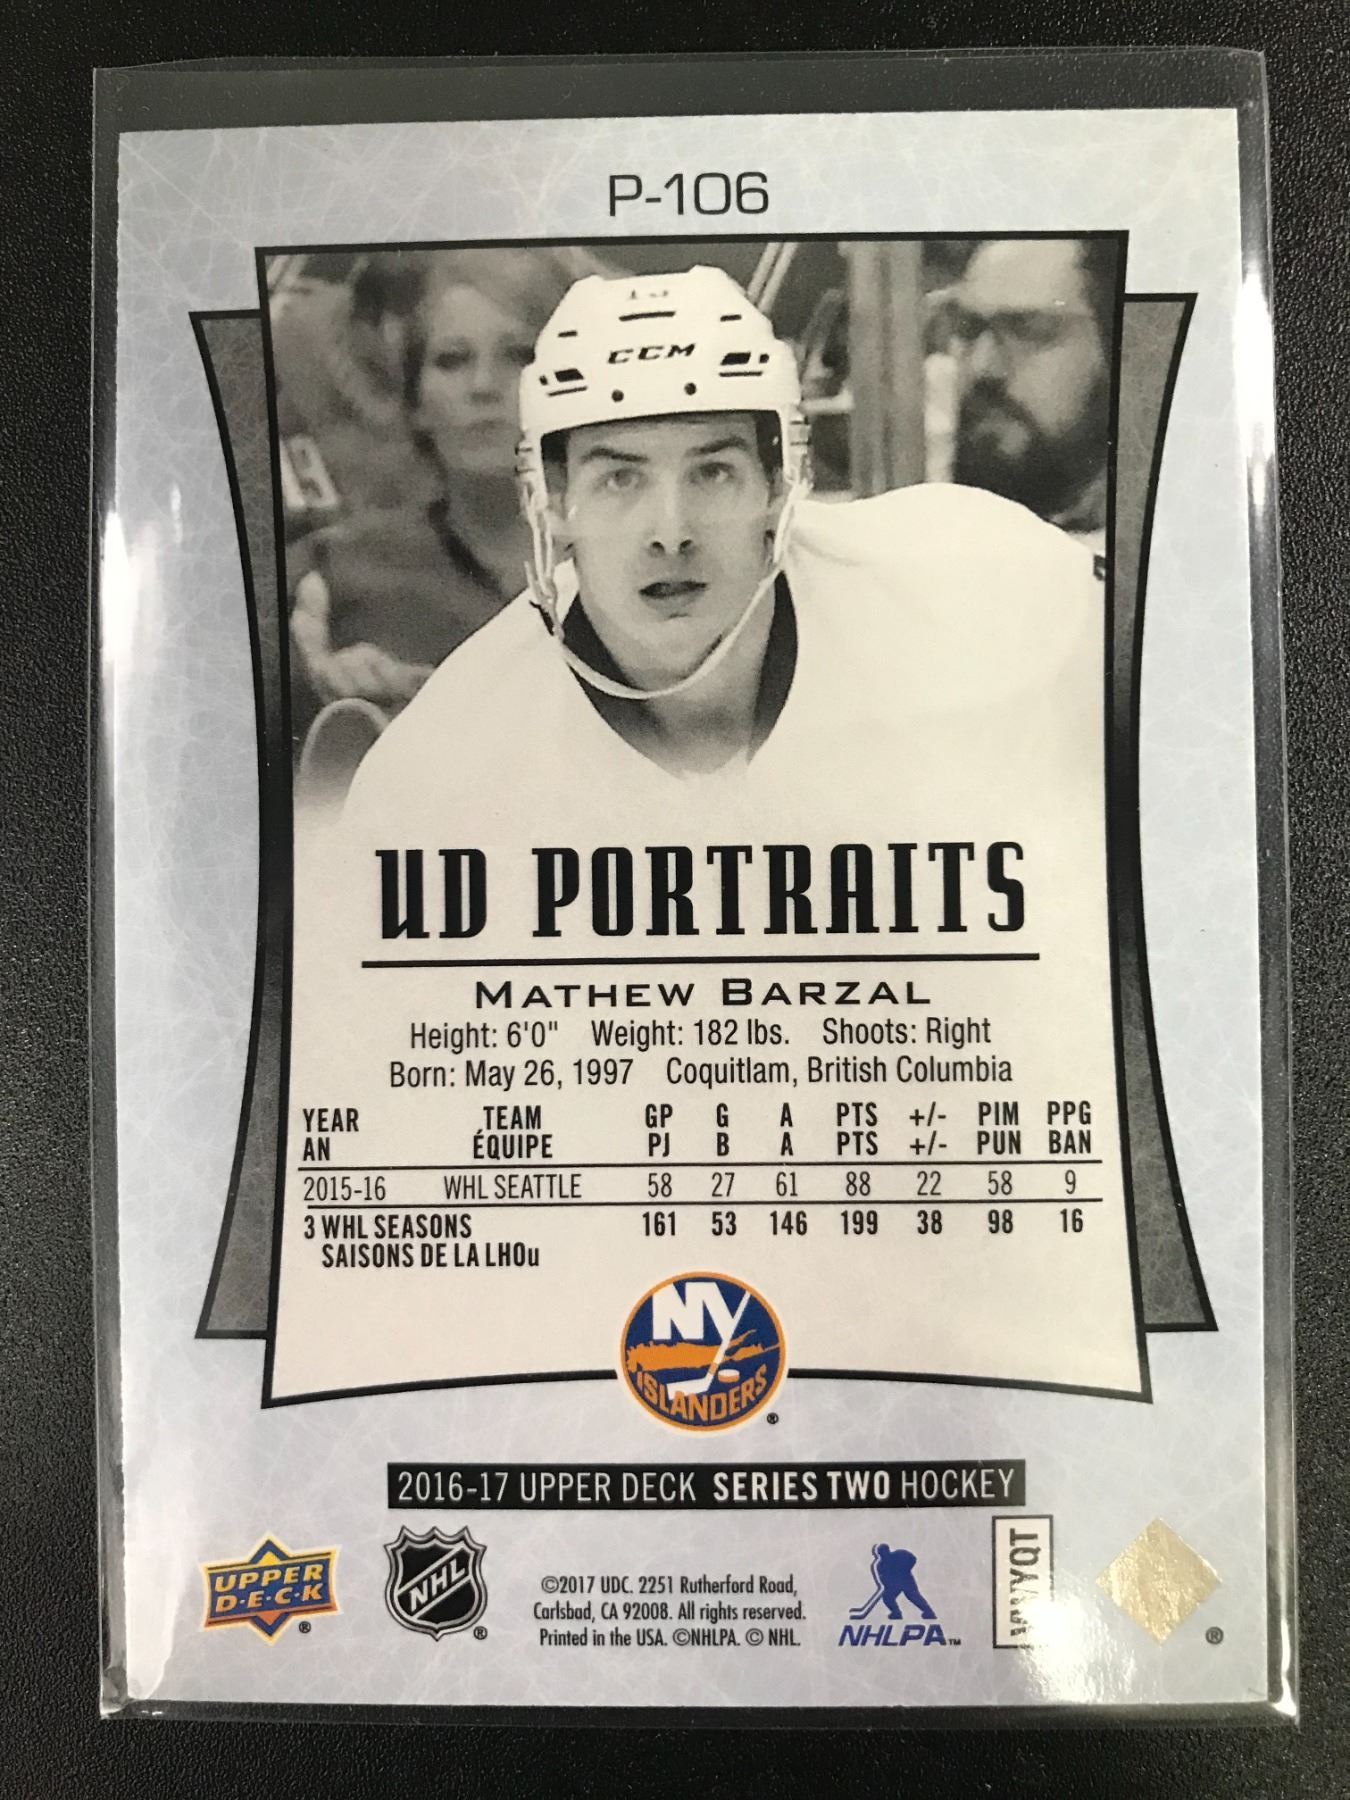 P-106
CCM
UD PORTRAITS
MATHEW BARZAL
Height: 6'0" Weight: 182 lbs. Shoots: Right
Born: May 26, 1997 Coquitlam, British Columbia
YEAR TEAM GP G A PTS +/- PIM PPG
AN ÉQUIPE PJ B A PTS +/- PUN BAN
2015-16 WHL SEATTLE 58 27 61 88 22 58 9
3 WHL SEASONS 161 53 146 199 38 98 16
SAISONS DE LA LHOu
NY
ISLANDERS
®
2016-17 UPPER DECK SERIES TWO HOCKEY
UPPER
D·E·C·K
®
NHL
®
©2017 UDC. 2251 Rutherford Road,
Carlsbad, CA 92008. All rights reserved.
Printed in the USA. ©NHLPA. © NHL.
NHLPA™
®